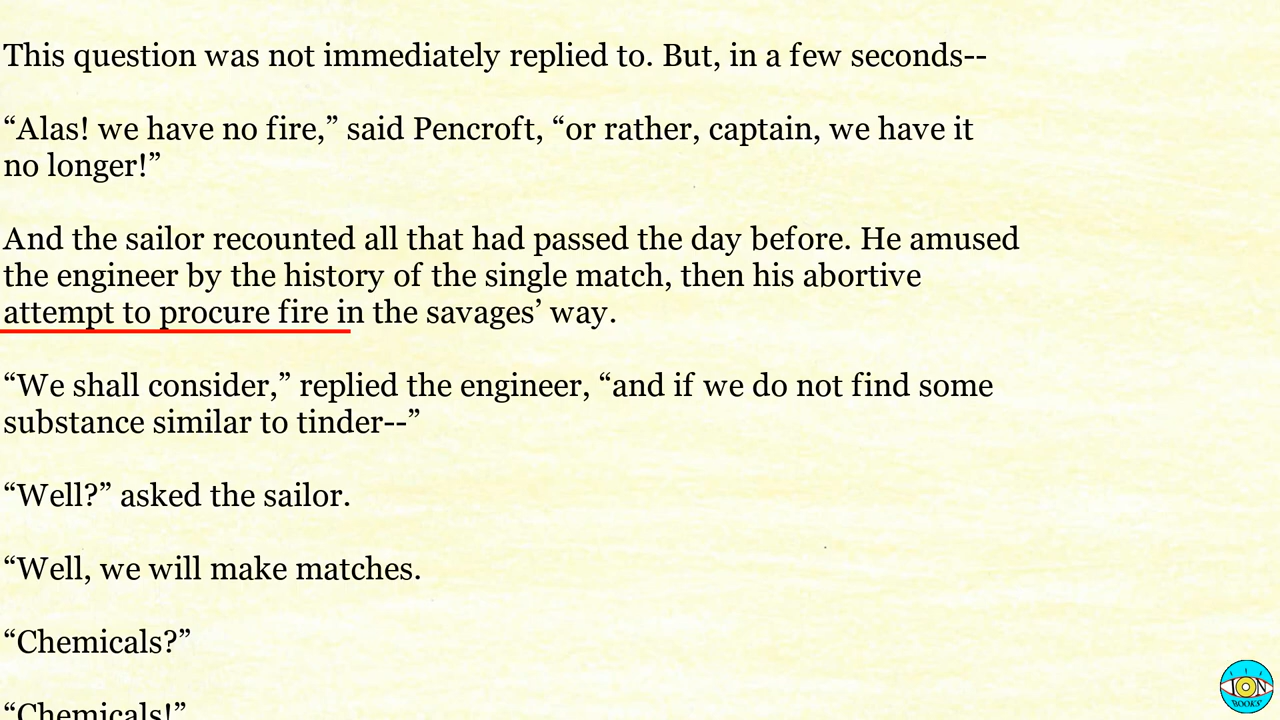 This question was not immediately replied to. But, in a few seconds--
“Alas! we have no fire,” said Pencroft, “or rather, captain, we have it
no longer!”
And the sailor recounted all that had passed the day before. He amused
the engineer by the history of the single match, then his abortive
attempt to procure fire in the savages’ way.
“We shall consider,” replied the engineer, “and if we do not find some
substance similar to tinder--”
“Well?” asked the sailor.
“Well, we will make matches.
“Chemicals?”
“Chemicals!”
ION
BOOKS